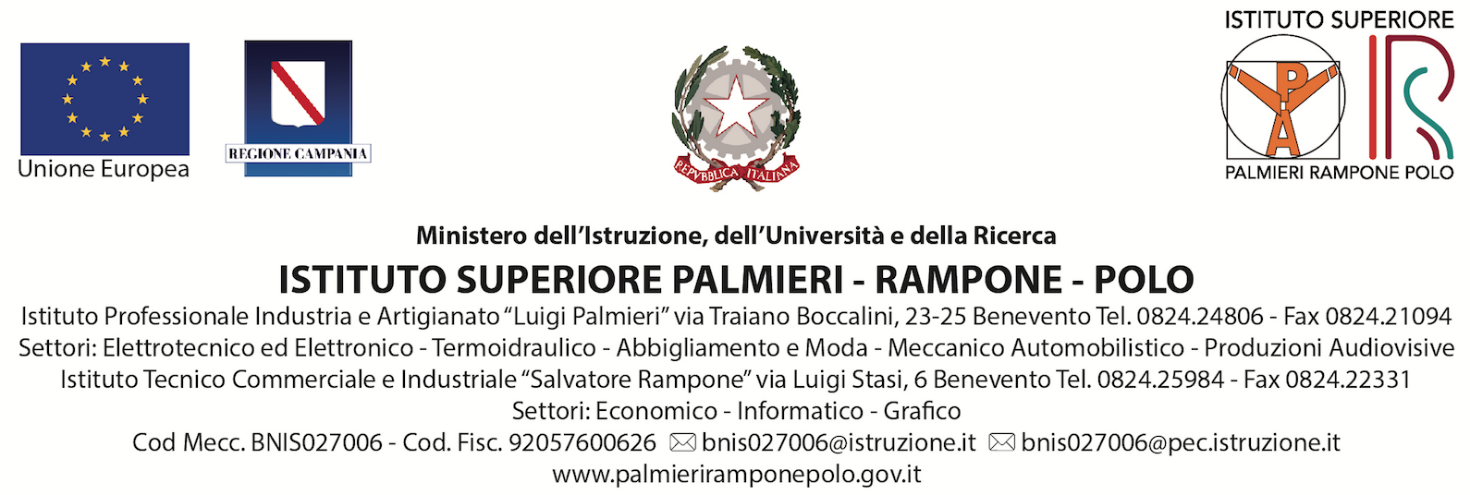 Unione Europea
REGIONE CAMPANIA
REPVBBLICA ITALIANA
ISTITUTO SUPERIORE
P
A
IR
PALMIERI RAMPONE POLO
Ministero dell’Istruzione, dell’Università e della Ricerca
ISTITUTO SUPERIORE PALMIERI - RAMPONE - POLO
Istituto Professionale Industria e Artigianato “Luigi Palmieri” via Traiano Boccalini, 23-25 Benevento Tel. 0824.24806 - Fax 0824.21094
Settori: Elettrotecnico ed Elettronico - Termoidraulico - Abbigliamento e Moda - Meccanico Automobilistico - Produzioni Audiovisive
Istituto Tecnico Commerciale e Industriale “Salvatore Rampone” via Luigi Stasi, 6 Benevento Tel. 0824.25984 - Fax 0824.22331
Settori: Economico - Informatico - Grafico
Cod Mecc. BNIS027006 - Cod. Fisc. 92057600626 bnis027006@istruzione.it bnis027006@pec.istruzione.it
www.palmieriramponepolo.gov.it